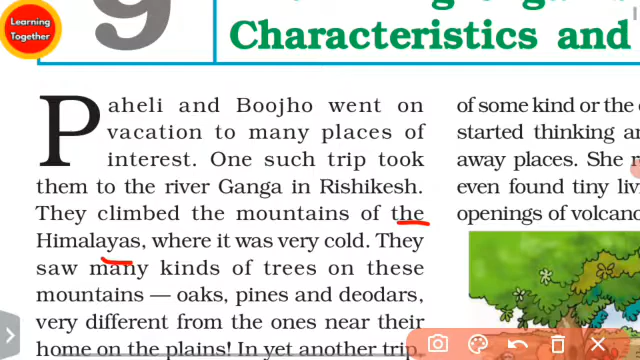 Learning
Together
9
Characteristics and
Paheli and Boojho went on
vacation to many places of
interest. One such trip took
them to the river Ganga in Rishikesh.
They climbed the mountains of the
Himalayas, where it was very cold. They
saw many kinds of trees on these
mountains — oaks, pines and deodars,
very different from the ones near their
home on the plains! In yet another trip,
of some kind or the
started thinking
away places. She
even found tiny
openings of